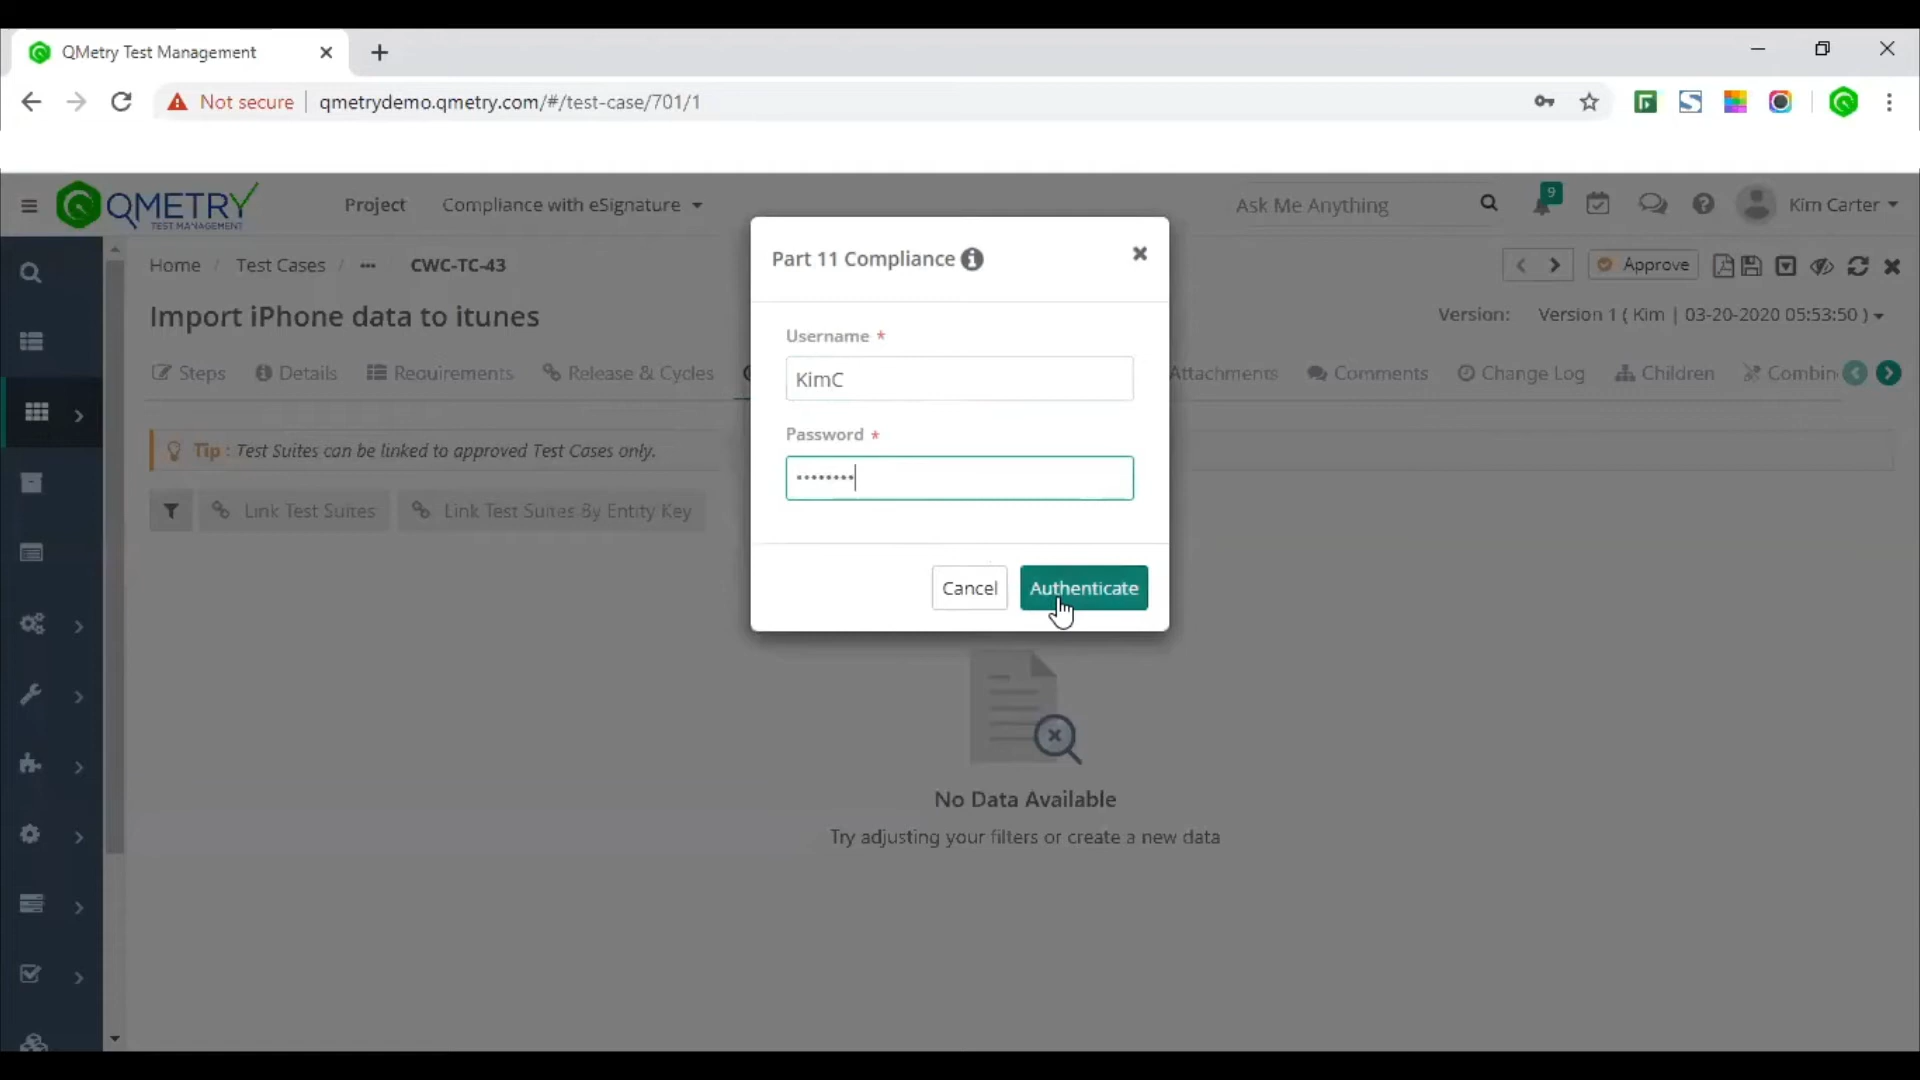 QMetry Test Management
Not secure
qmetrydemo.qmetry.com/#/test-case/701/1
QMETRY
TEST MANAGEMENT
Project
Compliance with eSignature
Ask Me Anything
9
Kim Carter
Home / Test Cases / ••• CWC-TC-43
Approve
Import iPhone data to itunes
Version: Version 1 ( Kim | 03-20-2020 05:53:50 )
Steps
Details
Requirements
Release & Cycles
Attachments
Comments
Change Log
Children
Combin
Tip : Test Suites can be linked to approved Test Cases only.
Link Test Suites
Link Test Suites By Entity Key
Part 11 Compliance
Username *
KimC
Password *
••••••••
Cancel
Authenticate
No Data Available
Try adjusting your filters or create a new data